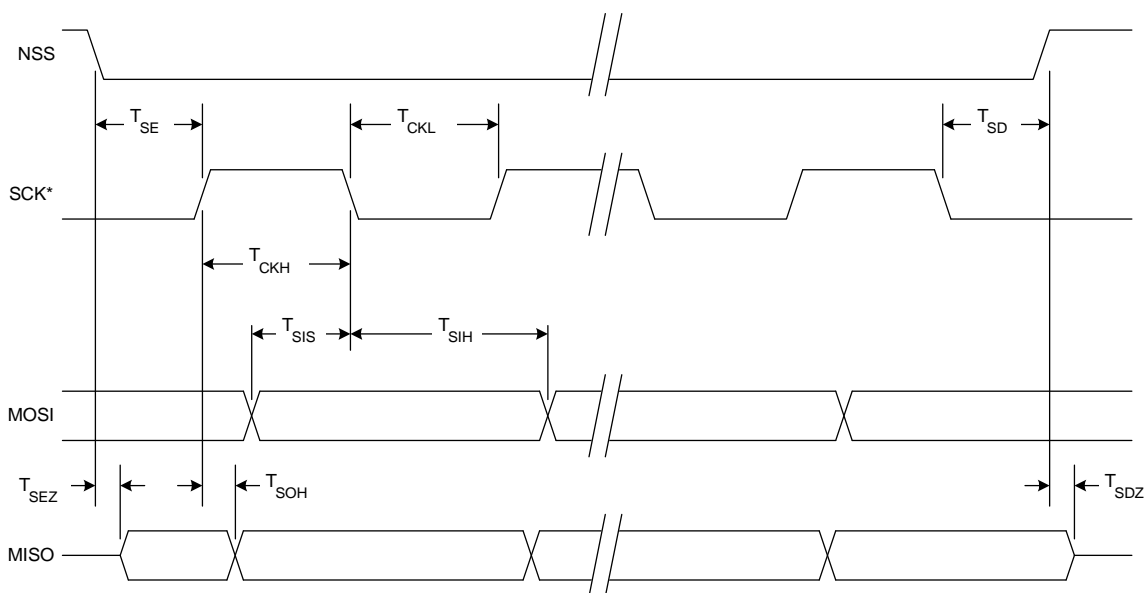 NSS
T_SE
T_CKL
T_SD
SCK*
T_CKH
T_SIS
T_SIH
MOSI
T_SEZ
T_SOH
T_SDZ
MISO